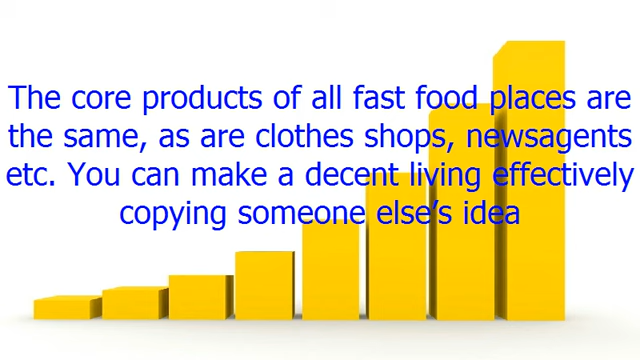 The core products of all fast food places are
the same, as are clothes shops, newsagents
etc. You can make a decent living effectively
copying someone else’s idea